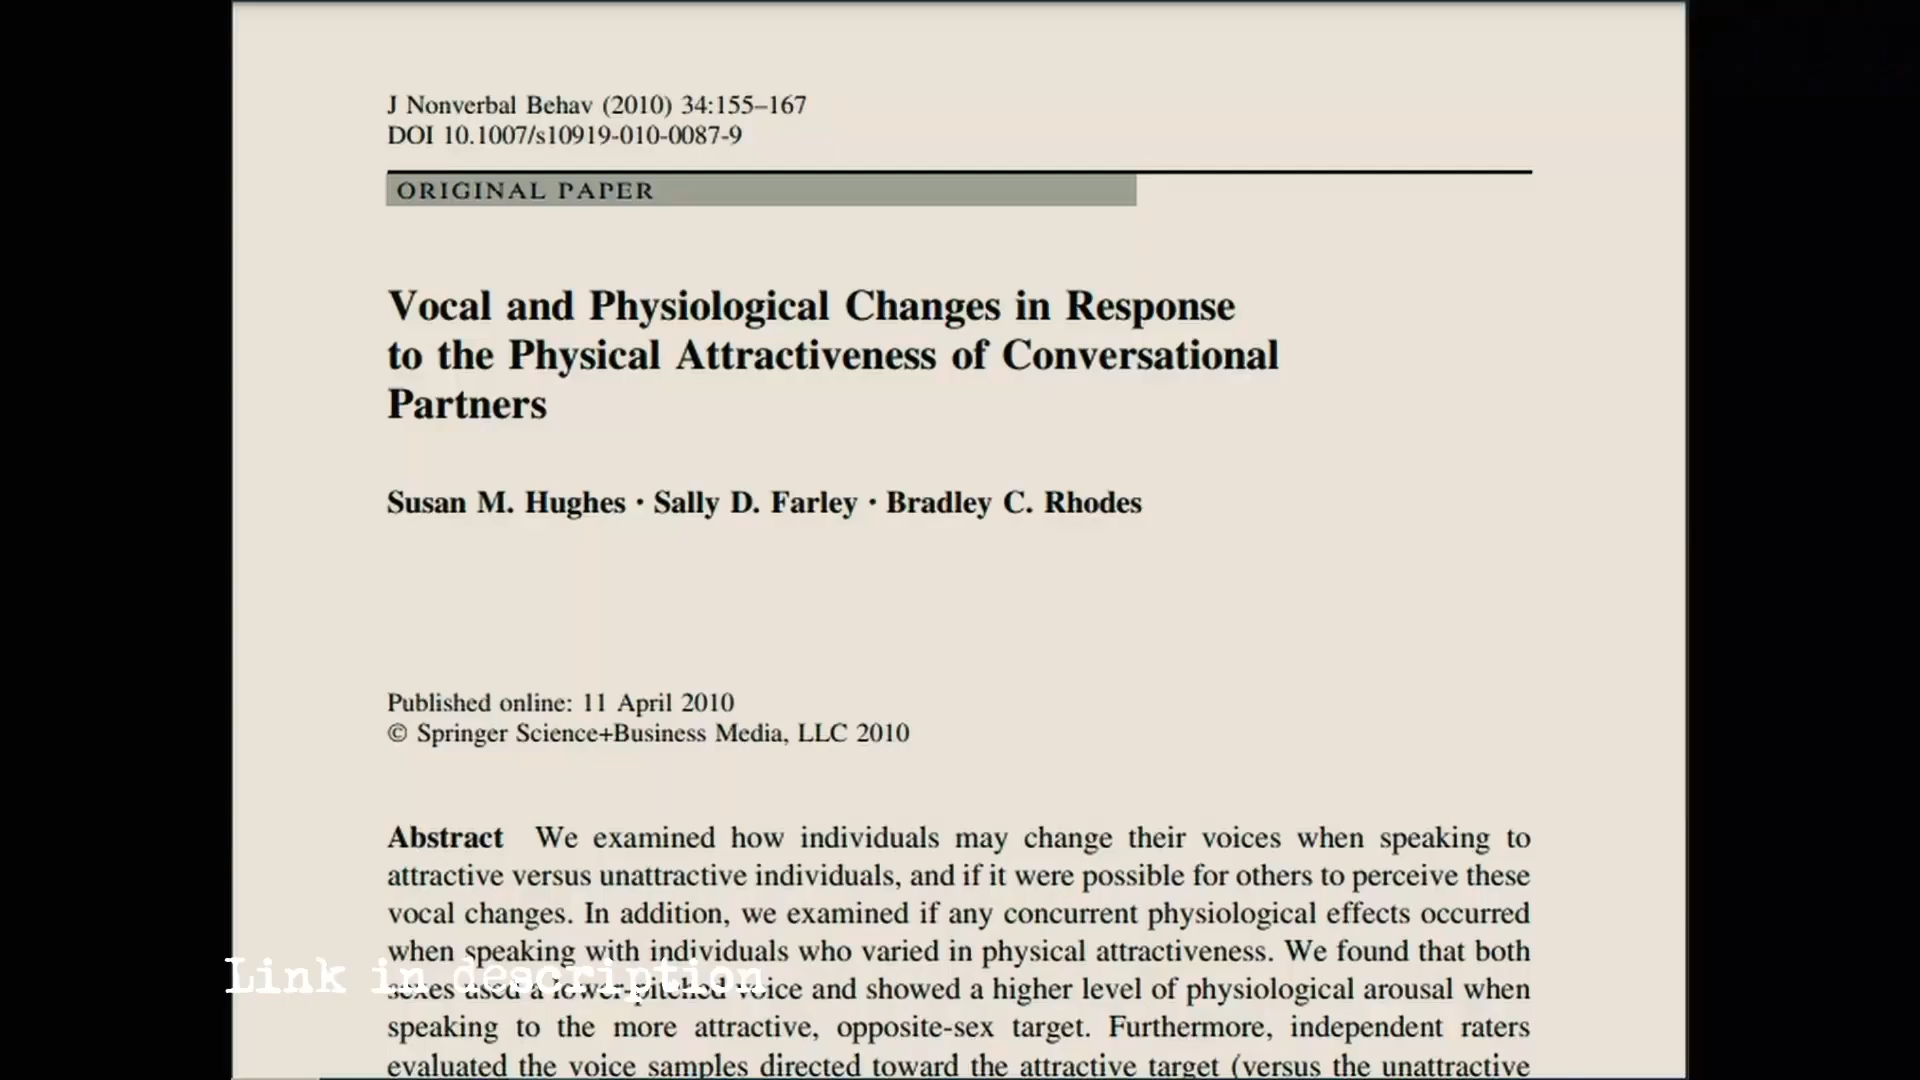 J Nonverbal Behav (2010) 34:155–167
DOI 10.1007/s10919-010-0087-9
ORIGINAL PAPER
Vocal and Physiological Changes in Response
to the Physical Attractiveness of Conversational
Partners
Susan M. Hughes · Sally D. Farley · Bradley C. Rhodes
Published online: 11 April 2010
© Springer Science+Business Media, LLC 2010
Abstract We examined how individuals may change their voices when speaking to
attractive versus unattractive individuals, and if it were possible for others to perceive these
vocal changes. In addition, we examined if any concurrent physiological effects occurred
when speaking with individuals who varied in physical attractiveness. We found that both
Link in description
sexes used a lower-pitched voice and showed a higher level of physiological arousal when
speaking to the more attractive, opposite-sex target. Furthermore, independent raters
evaluated the voice samples directed toward the attractive target (versus the unattractive